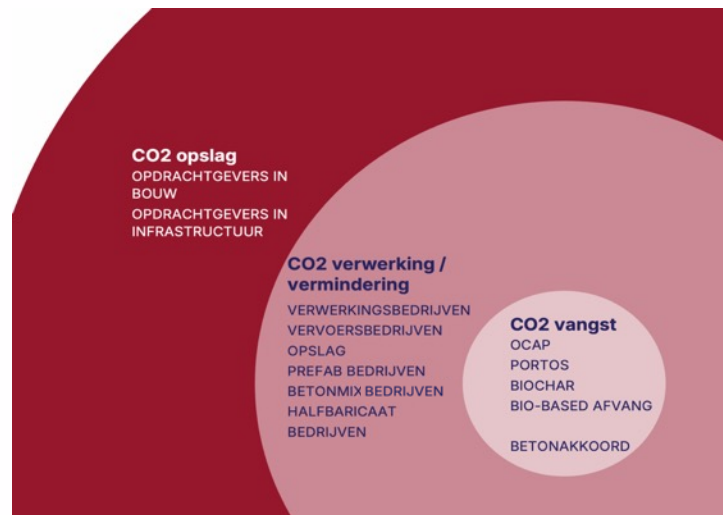 CO2 opslag
OPDRACHTGEVERS IN
BOUW
OPDRACHTGEVERS IN
INFRASTRUCTUUR
CO2 verwerking /
vermindering
VERWERKINGSBEDRIJVEN
VERVOERSBEDRIJVEN
OPSLAG
PREFAB BEDRIJVEN
BETONMIX BEDRIJVEN
HALFBARICAAT
BEDRIJVEN
CO2 vangst
OCAP
PORTOS
BIOCHAR
BIO-BASED AFVANG
BETONAKKOORD